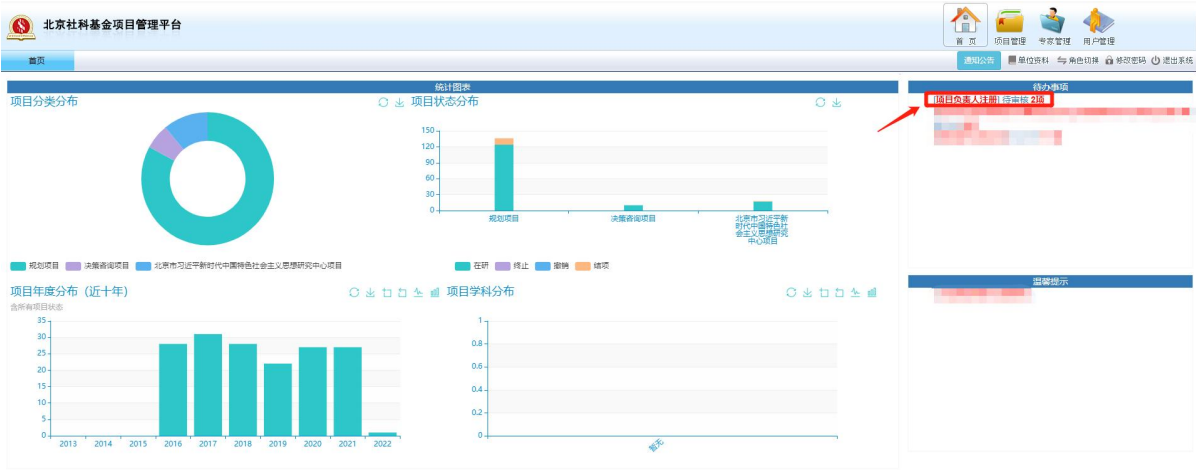 北京社科基金项目管理平台
首 页
项目管理
专家管理
用户管理
首页
通知公告
单位资料
角色切换
修改密码
退出系统
统计图表
项目分类分布
规划项目
决策咨询项目
北京市习近平新时代中国特色社会主义思想研究中心项目
项目状态分布
150
120
90
60
30
0
规划项目
决策咨询项目
北京市习近平新
时代中国特色社
会主义思想研究
中心项目
在研
终止
撤销
结项
项目年度分布（近十年）
含所有项目状态
35
30
25
20
15
10
5
0
2013
2014
2015
2016
2017
2018
2019
2020
2021
2022
项目学科分布
1
0.8
0.6
0.4
0.2
0
暂无
待办事项
[项目负责人注册] 待审核 2项
温馨提示